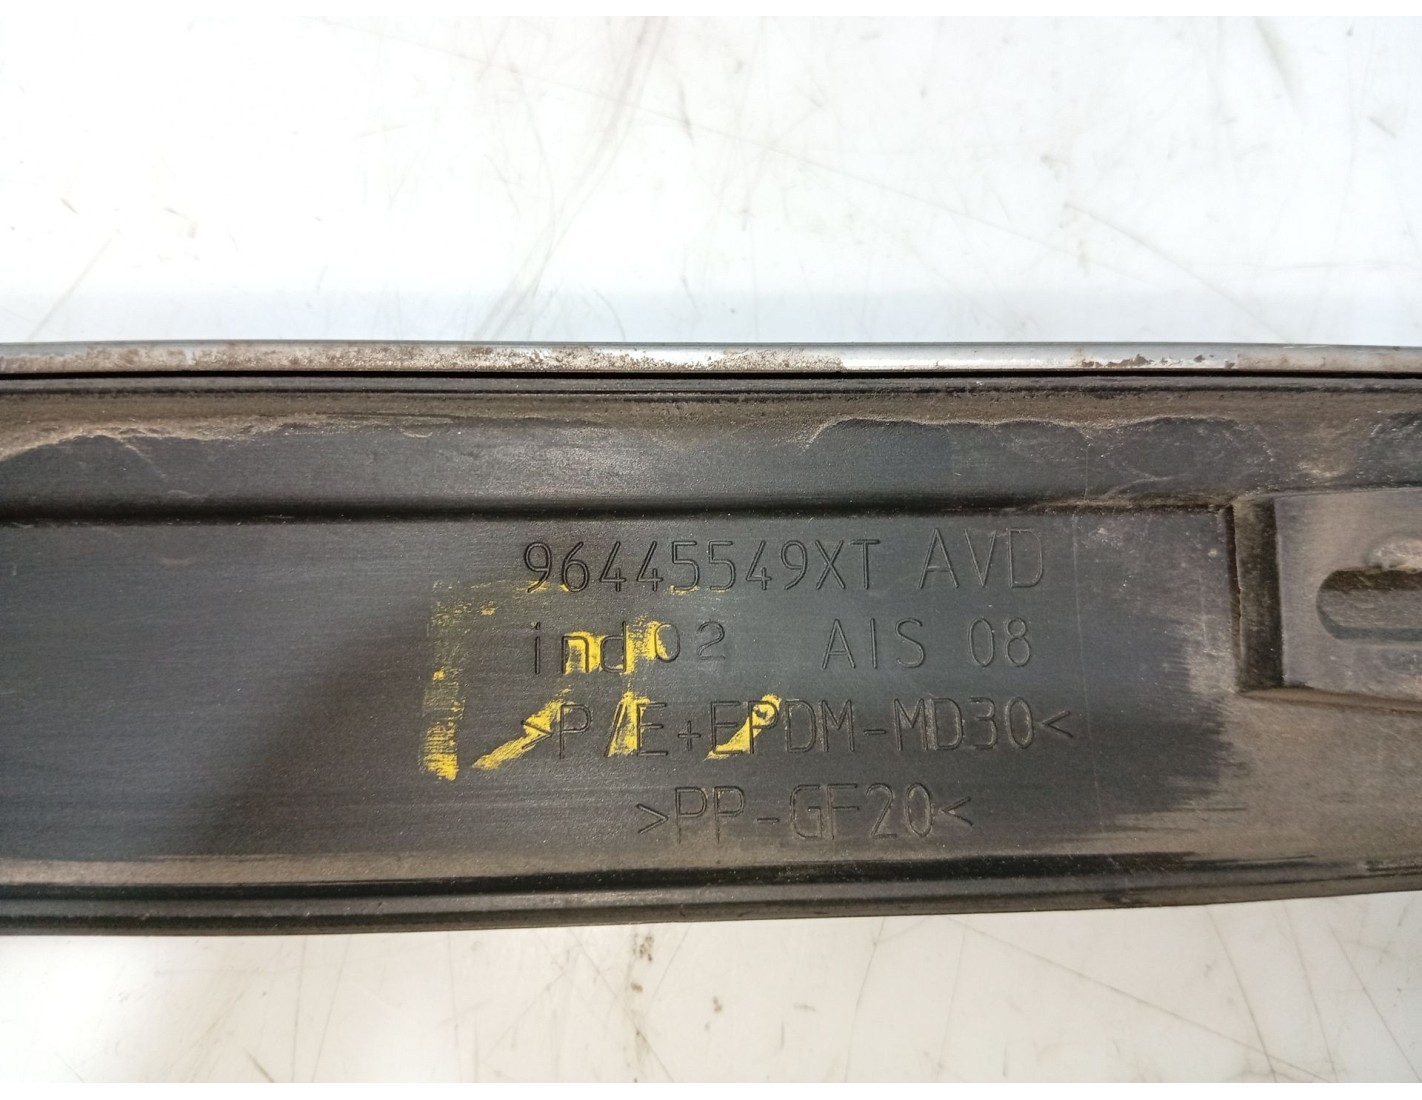 96445549XT AVD
ind02 AIS 08
>P/E+EPDM-MD30<
>PP-GF20<